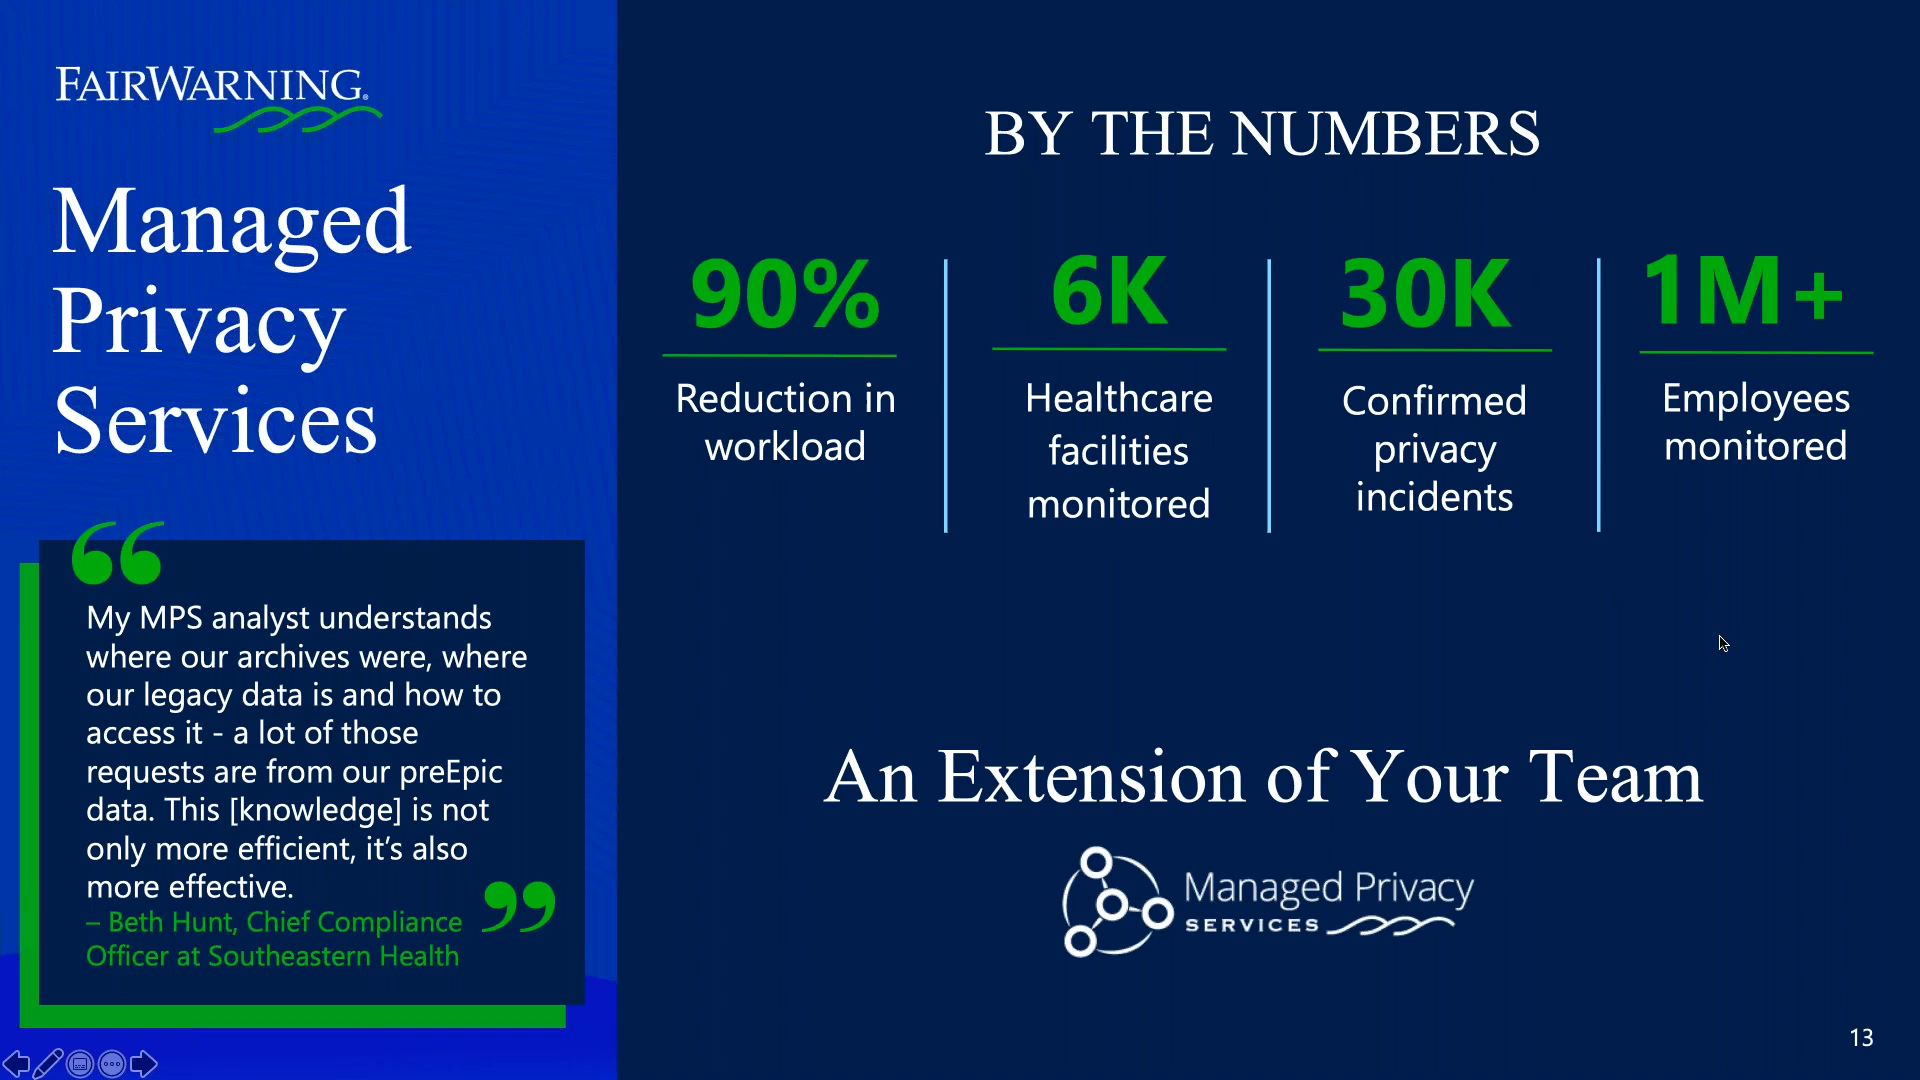 FAIRWARNING®
Managed
Privacy
Services
My MPS analyst understands
where our archives were, where
our legacy data is and how to
access it - a lot of those
requests are from our preEpic
data. This [knowledge] is not
only more efficient, it’s also
more effective.
– Beth Hunt, Chief Compliance
Officer at Southeastern Health
BY THE NUMBERS
90%
Reduction in
workload
6K
Healthcare
facilities
monitored
30K
Confirmed
privacy
incidents
1M+
Employees
monitored
An Extension of Your Team
Managed Privacy
SERVICES
13